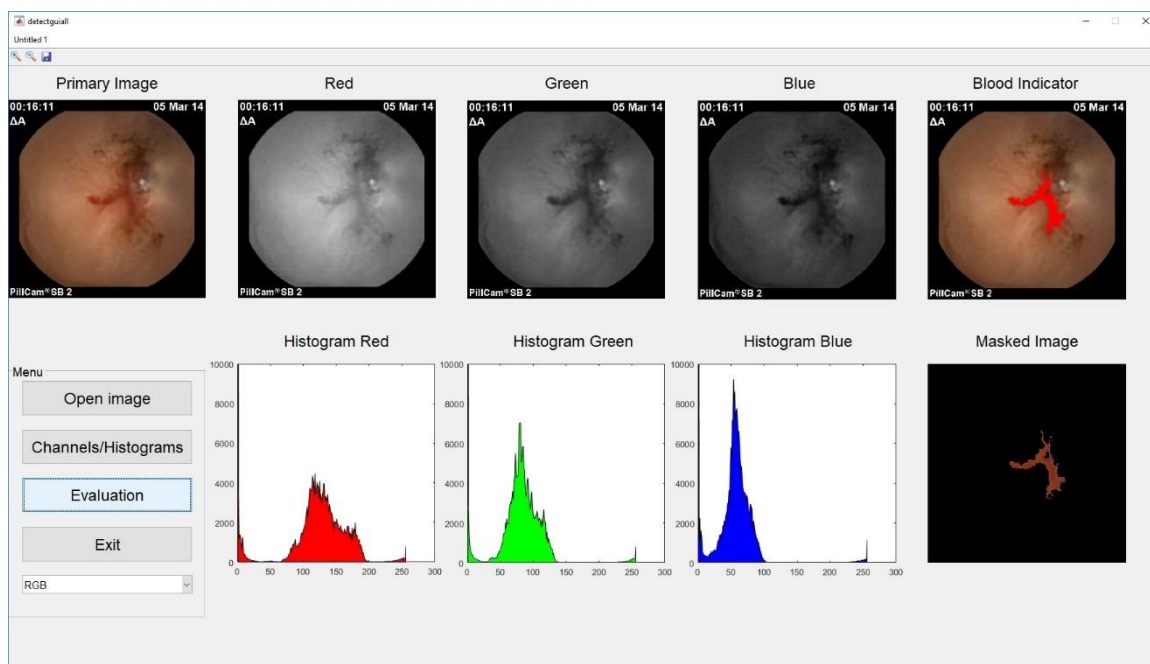 detectguiall
Untitled 1
Primary Image
Red
Green
Blue
Blood Indicator
00:16:11 05 Mar 14
ΔA
PillCam®SB 2
00:16:11 05 Mar 14
ΔA
PillCam®SB 2
00:16:11 05 Mar 14
ΔA
PillCam®SB 2
00:16:11 05 Mar 14
ΔA
PillCam®SB 2
00:16:11 05 Mar 14
ΔA
PillCam®SB 2
Menu
Open image
Channels/Histograms
Evaluation
Exit
RGB
Histogram Red
10000
8000
6000
4000
2000
0
0 50 100 150 200 250 300
Histogram Green
10000
8000
6000
4000
2000
0
0 50 100 150 200 250 300
Histogram Blue
10000
8000
6000
4000
2000
0
0 50 100 150 200 250 300
Masked Image